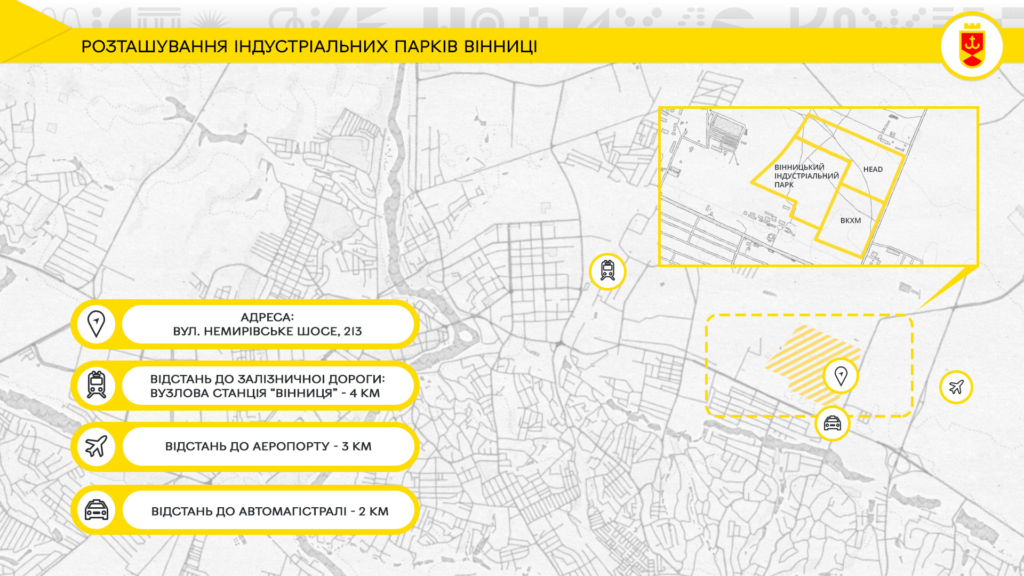 РОЗТАШУВАННЯ ІНДУСТРІАЛЬНИХ ПАРКІВ ВІННИЦІ
ВІННИЦЬКИЙ
ІНДУСТРІАЛЬНИЙ
ПАРК
HEAD
ВКХМ
АДРЕСА:
ВУЛ. НЕМИРІВСЬКЕ ШОСЕ, 213
ВІДСТАНЬ ДО ЗАЛІЗНИЧНОЇ ДОРОГИ:
ВУЗЛОВА СТАНЦІЯ "ВІННИЦЯ" - 4 КМ
ВІДСТАНЬ ДО АЕРОПОРТУ - 3 КМ
ВІДСТАНЬ ДО АВТОМАГІСТРАЛІ - 2 КМ